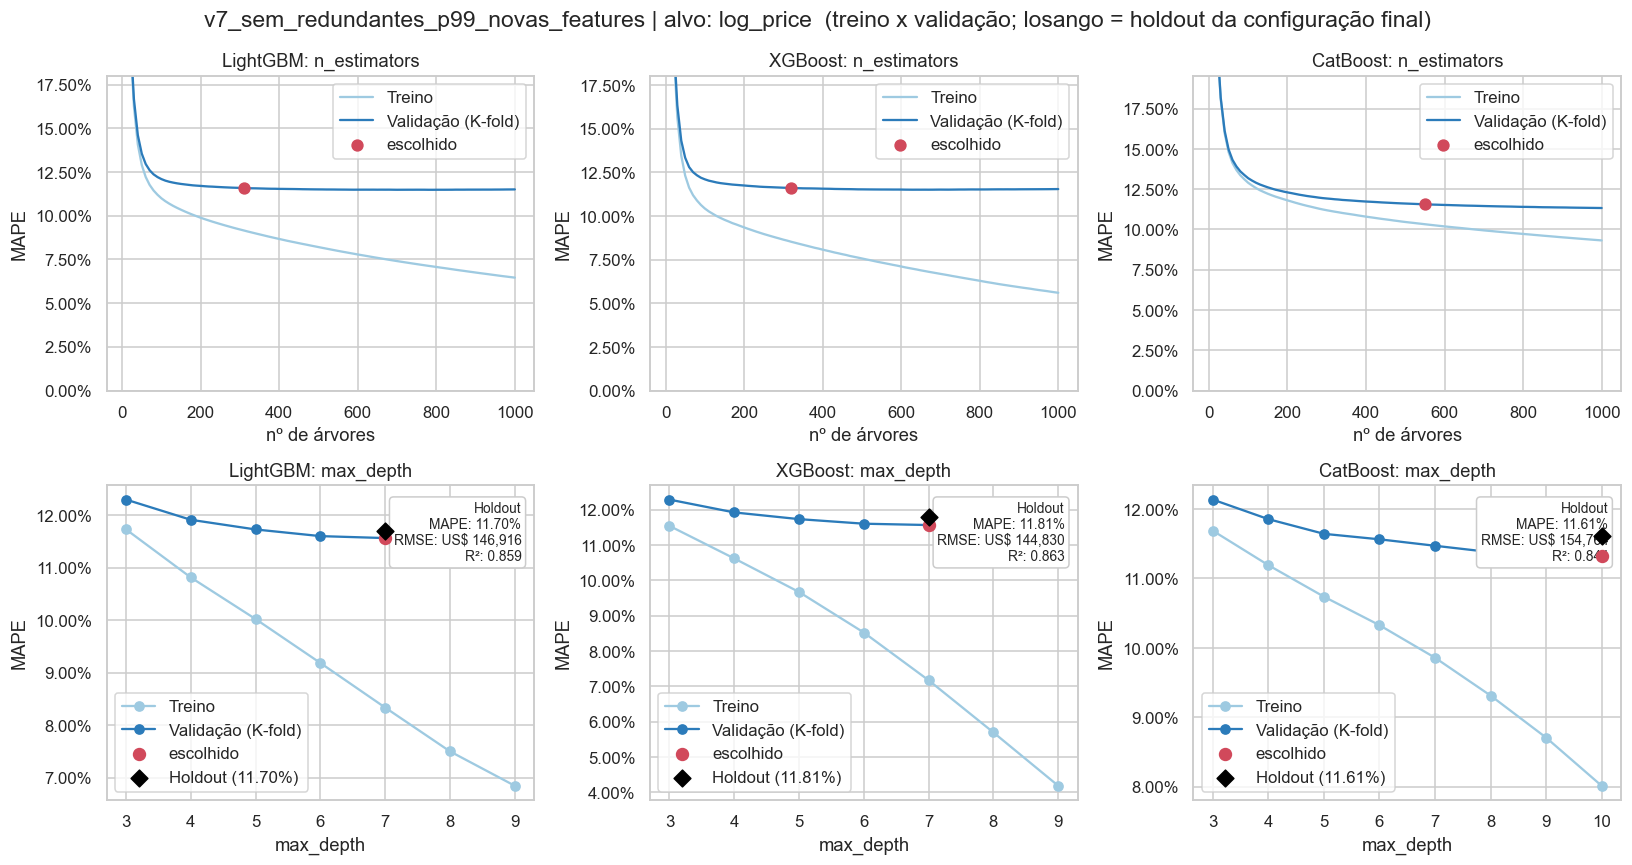 v7_sem_redundantes_p99_novas_features | alvo: log_price (treino x validação; losango = holdout da configuração final)
LightGBM: n_estimators
17.50%
15.00%
12.50%
10.00%
7.50%
5.00%
2.50%
0.00%
MAPE
Treino
Validação (K-fold)
escolhido
0 200 400 600 800 1000
nº de árvores
XGBoost: n_estimators
17.50%
15.00%
12.50%
10.00%
7.50%
5.00%
2.50%
0.00%
MAPE
Treino
Validação (K-fold)
escolhido
0 200 400 600 800 1000
nº de árvores
CatBoost: n_estimators
17.50%
15.00%
12.50%
10.00%
7.50%
5.00%
2.50%
0.00%
MAPE
Treino
Validação (K-fold)
escolhido
0 200 400 600 800 1000
nº de árvores
LightGBM: max_depth
12.00%
11.00%
10.00%
9.00%
8.00%
7.00%
MAPE
Holdout
MAPE: 11.70%
RMSE: US$ 146,916
R²: 0.859
Treino
Validação (K-fold)
escolhido
Holdout (11.70%)
3 4 5 6 7 8 9
max_depth
XGBoost: max_depth
12.00%
11.00%
10.00%
9.00%
8.00%
7.00%
6.00%
5.00%
4.00%
MAPE
Holdout
MAPE: 11.81%
RMSE: US$ 144,830
R²: 0.863
Treino
Validação (K-fold)
escolhido
Holdout (11.81%)
3 4 5 6 7 8 9
max_depth
CatBoost: max_depth
12.00%
11.00%
10.00%
9.00%
8.00%
MAPE
Holdout
MAPE: 11.61%
RMSE: US$
R²:
Treino
Validação (K-fold)
escolhido
Holdout (11.61%)
3 4 5 6 7 8 9 10
max_depth